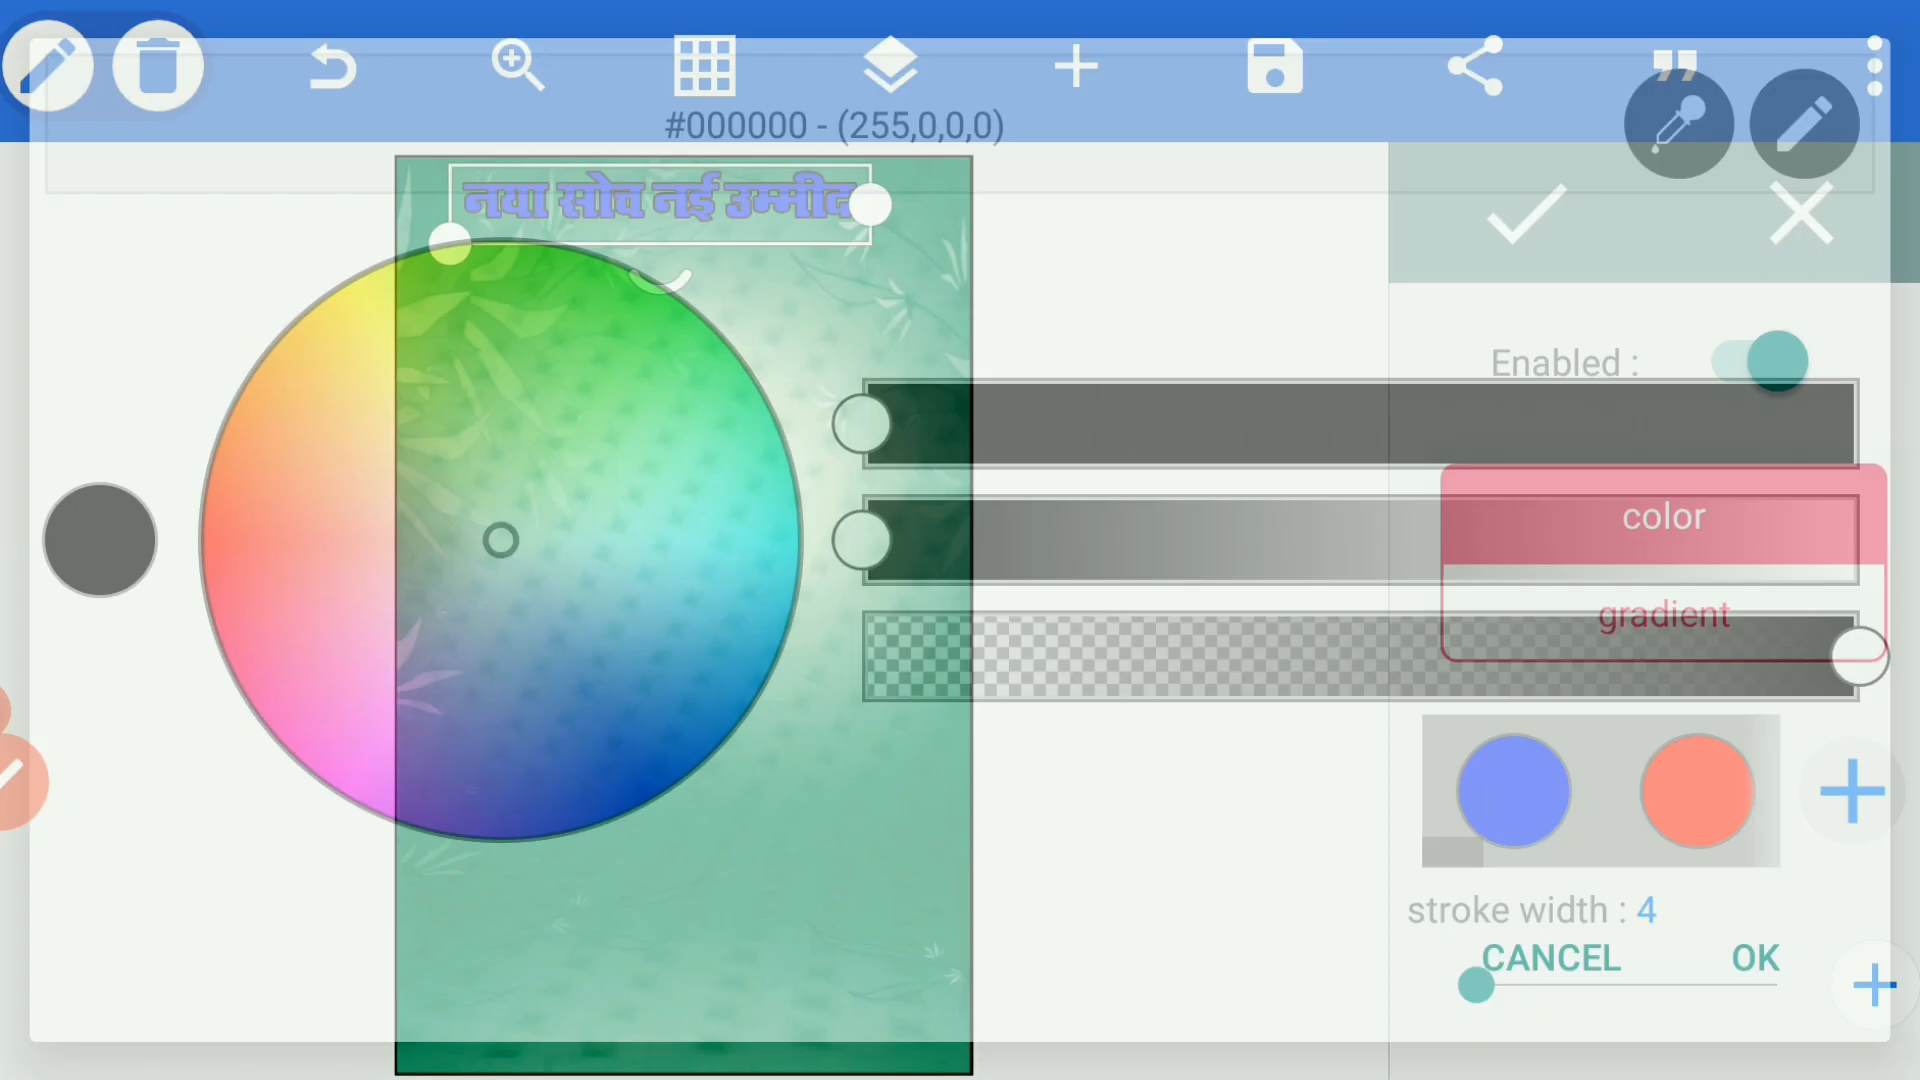 #000000 - (255,0,0,0)
नया सोच नई उम्मीद
Enabled :
color
gradient
stroke width : 4
CANCEL OK